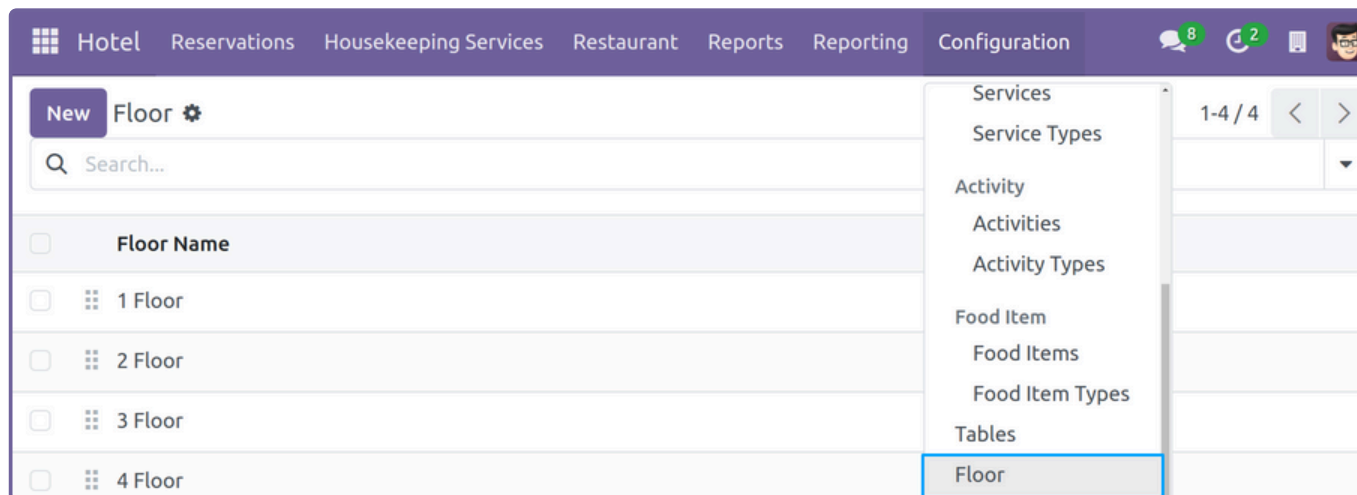 Hotel Reservations Housekeeping Services Restaurant Reports Reporting Configuration 8 2
New Floor 1-4 / 4
Search...
Services
Service Types
Activity
Activities
Activity Types
Food Item
Food Items
Food Item Types
Tables
Floor
Floor Name
1 Floor
2 Floor
3 Floor
4 Floor